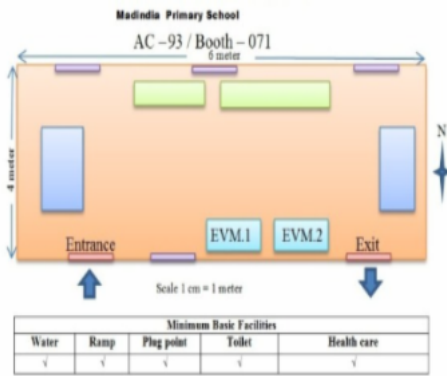 Madindia Primary School
AC – 93 / Booth – 071
6 meter
4 meter
N
EVM.1 EVM.2
Entrance Exit
Scale 1 cm = 1 meter
Minimum Basic Facilities
Water Ramp Plug point Toilet Health care
√ √ √ √ √